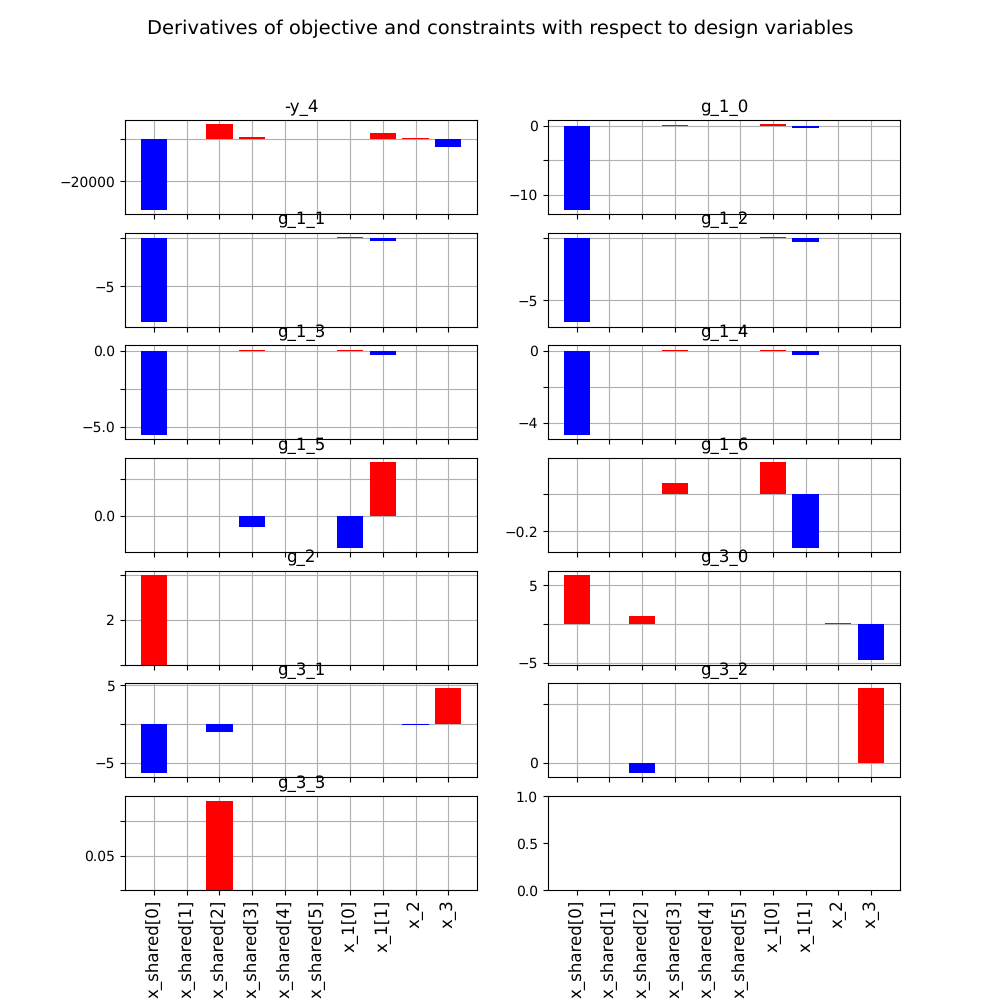 Derivatives of objective and constraints with respect to design variables
-y_4
−20000
g_1_0
0
−10
g_1_1
−5
g_1_2
−5
g_1_3
0.0
−5.0
g_1_4
0
−4
g_1_5
0.0
g_1_6
−0.2
g_2
2
g_3_0
5
−5
g_3_1
5
−5
g_3_2
0
g_3_3
0.05
1.0
0.5
0.0
x_shared[0]
x_shared[1]
x_shared[2]
x_shared[3]
x_shared[4]
x_shared[5]
x_1[0]
x_1[1]
x_2
x_3
x_shared[0]
x_shared[1]
x_shared[2]
x_shared[3]
x_shared[4]
x_shared[5]
x_1[0]
x_1[1]
x_2
x_3